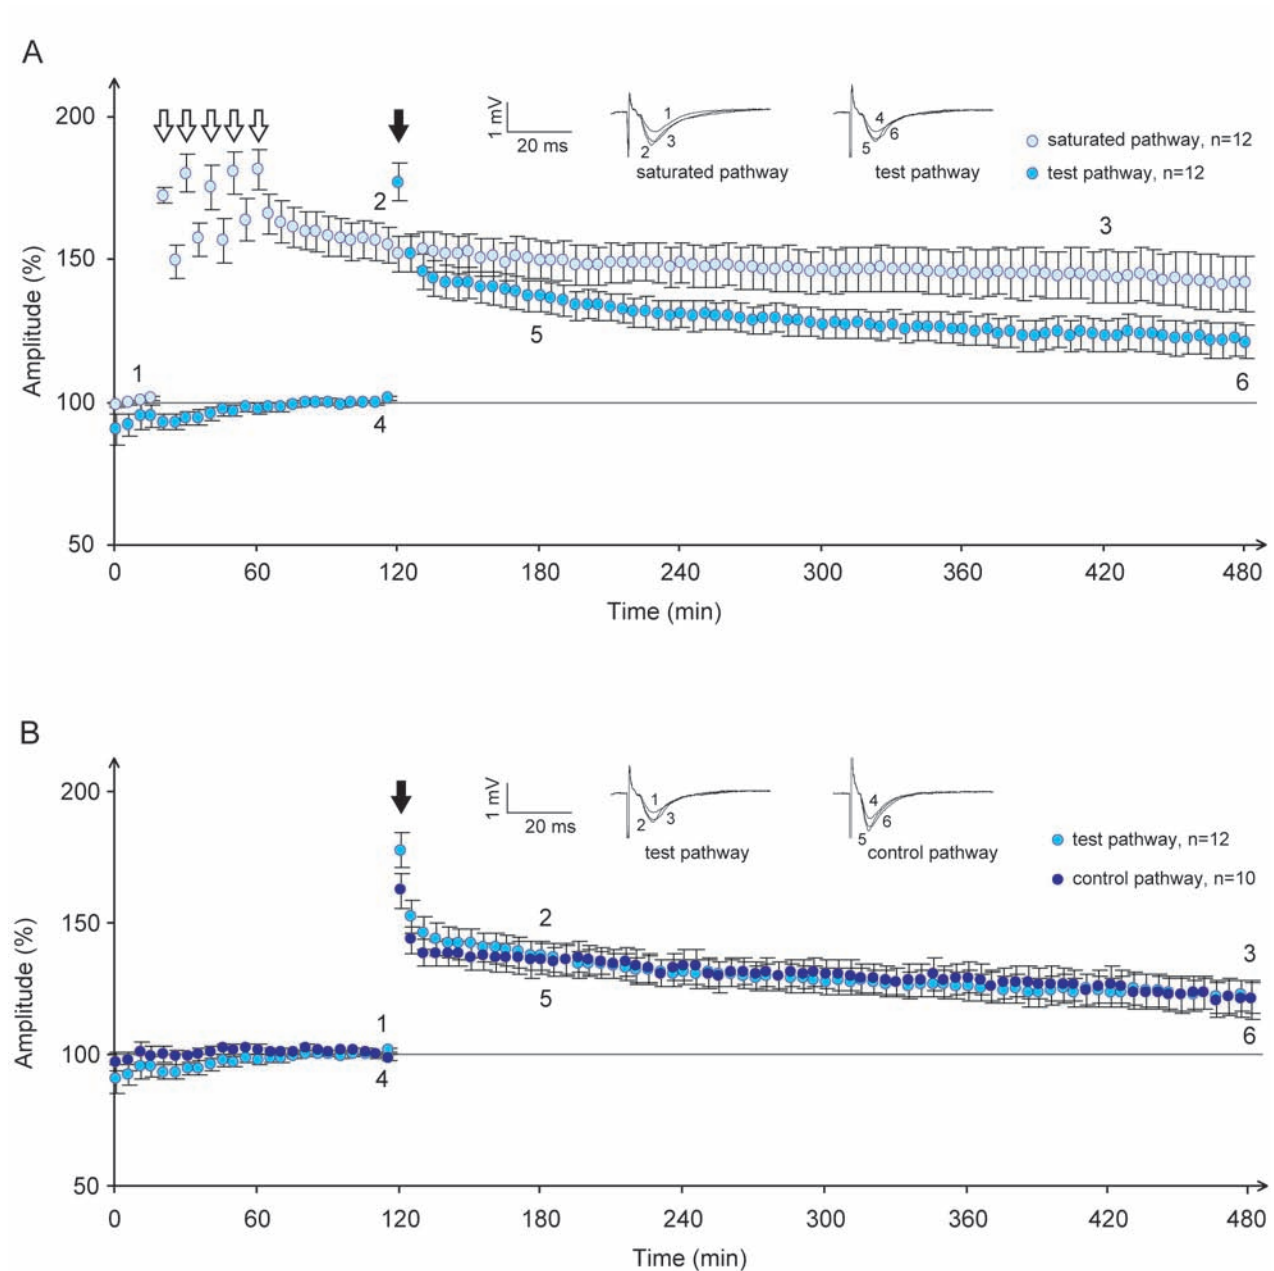 A
200
150
100
50
Amplitude (%)
1 mV
20 ms
1
2
3
saturated pathway
4
5
6
test pathway
saturated pathway, n=12
test pathway, n=12
1
2
3
4
5
6
0
60
120
180
240
300
360
420
480
Time (min)
B
200
150
100
50
Amplitude (%)
1 mV
20 ms
1
2
3
test pathway
4
5
6
control pathway
test pathway, n=12
control pathway, n=10
1
2
3
4
5
6
0
60
120
180
240
300
360
420
480
Time (min)